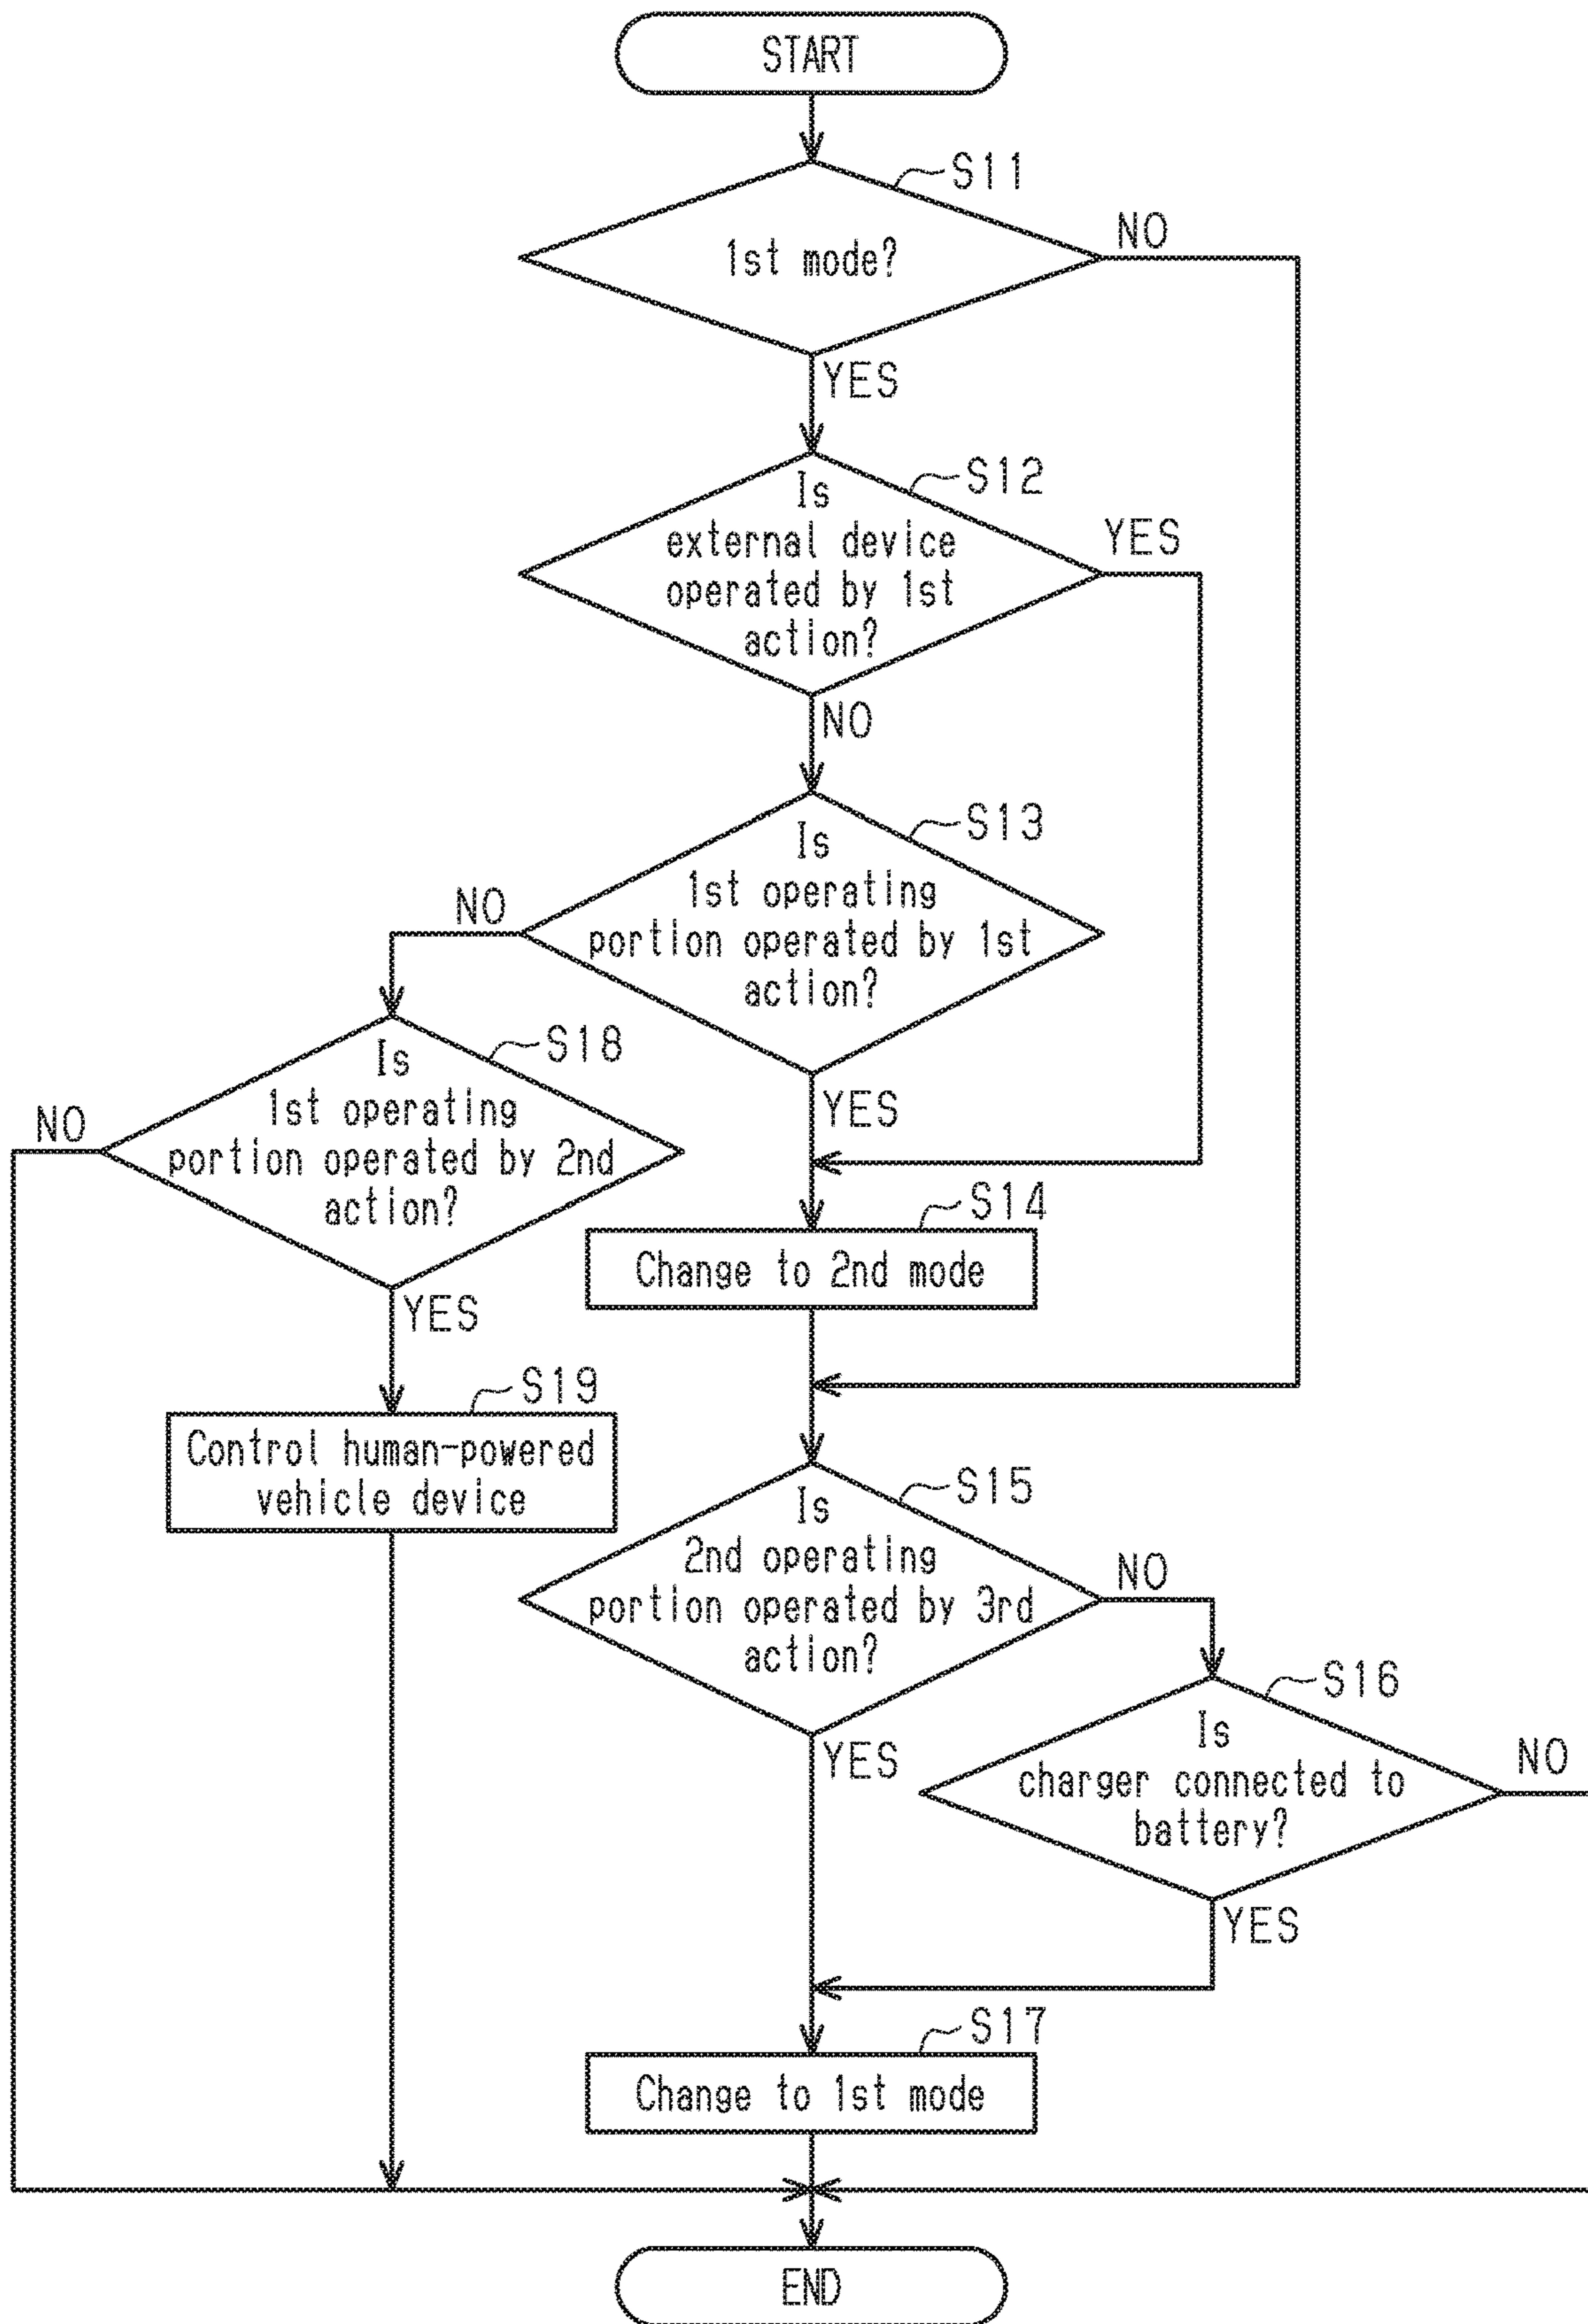 START
S11
1st mode?
NO
YES
S12
Is
external device
operated by 1st
action?
YES
NO
S13
Is
1st operating
portion operated by 1st
action?
NO
YES
S18
Is
1st operating
portion operated by 2nd
action?
NO
YES
S14
Change to 2nd mode
S19
Control human-powered
vehicle device
S15
Is
2nd operating
portion operated by 3rd
action?
NO
YES
S16
Is
charger connected to
battery?
NO
YES
S17
Change to 1st mode
END